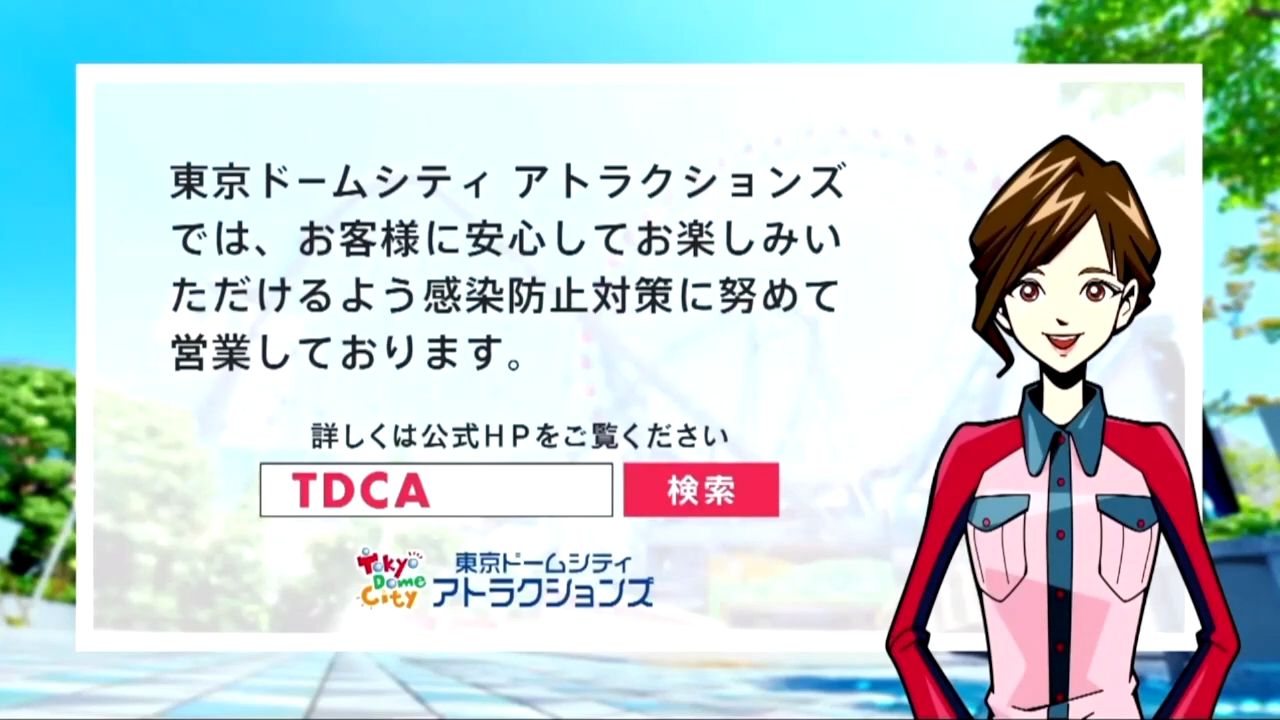 東京ドームシティ アトラクションズ
では、お客様に安心してお楽しみい
ただけるよう感染防止対策に努めて
営業しております。
詳しくは公式HPをご覧ください
TDCA 検索
Tokyo
Dome
City
東京ドームシティ
アトラクションズ